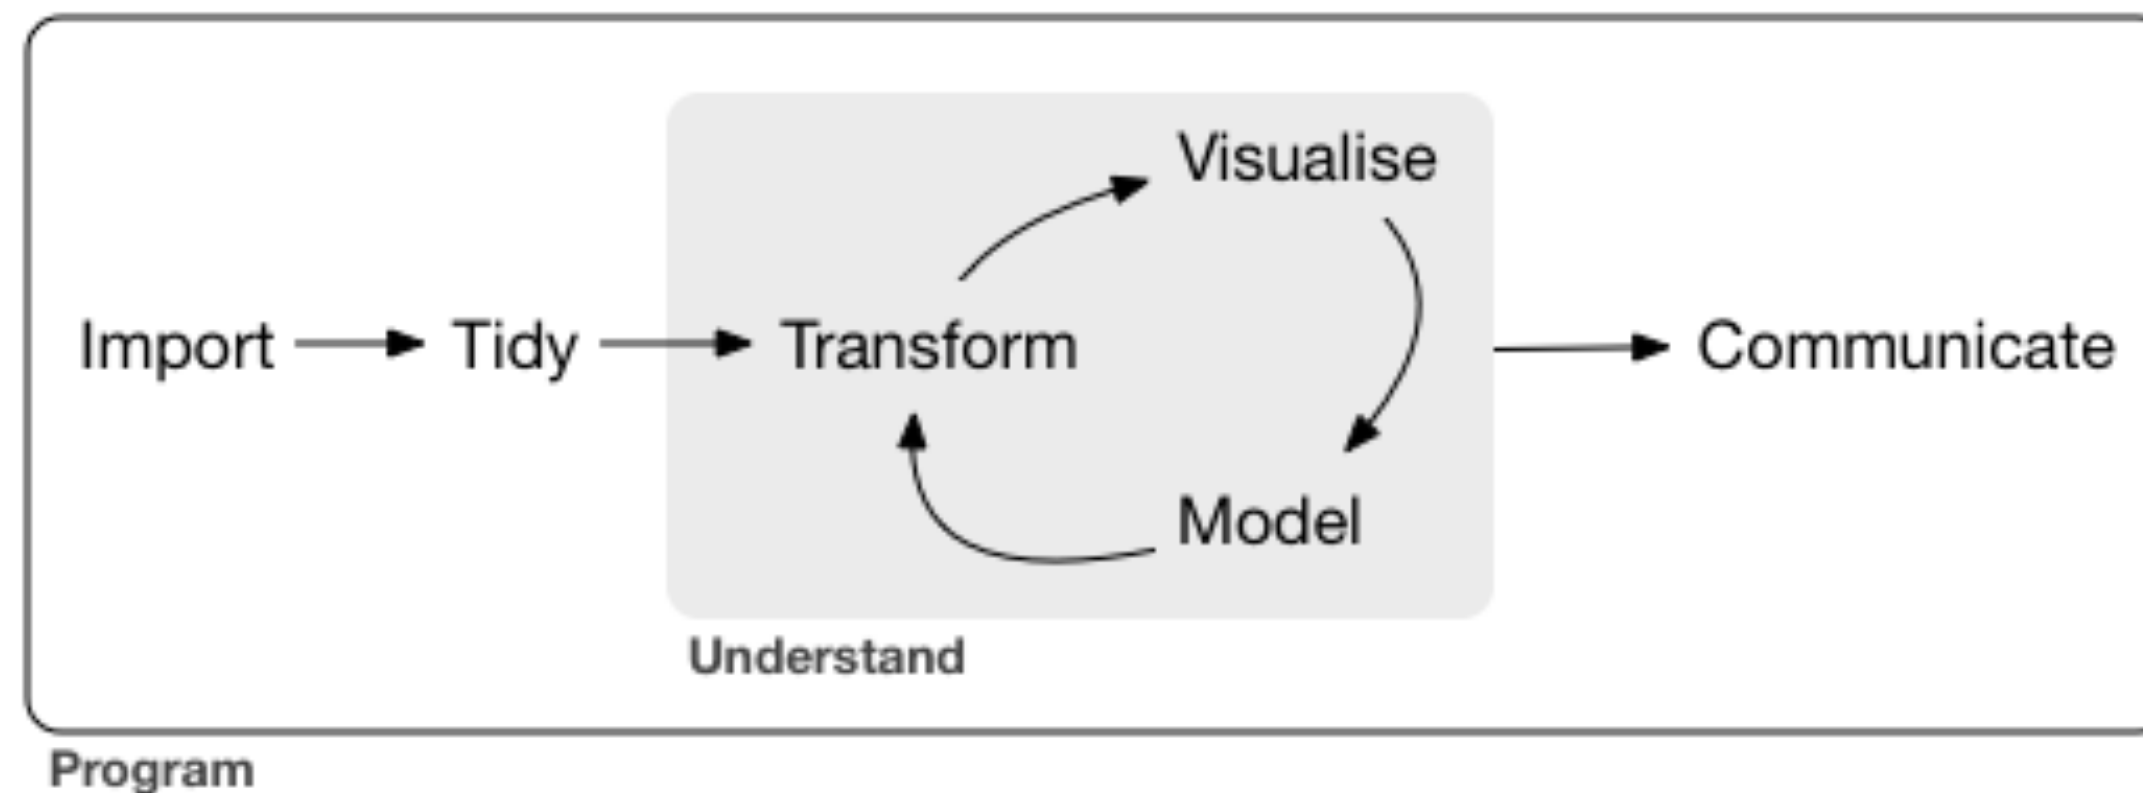 Visualise
Import Tidy Transform Communicate
Model
Understand
Program